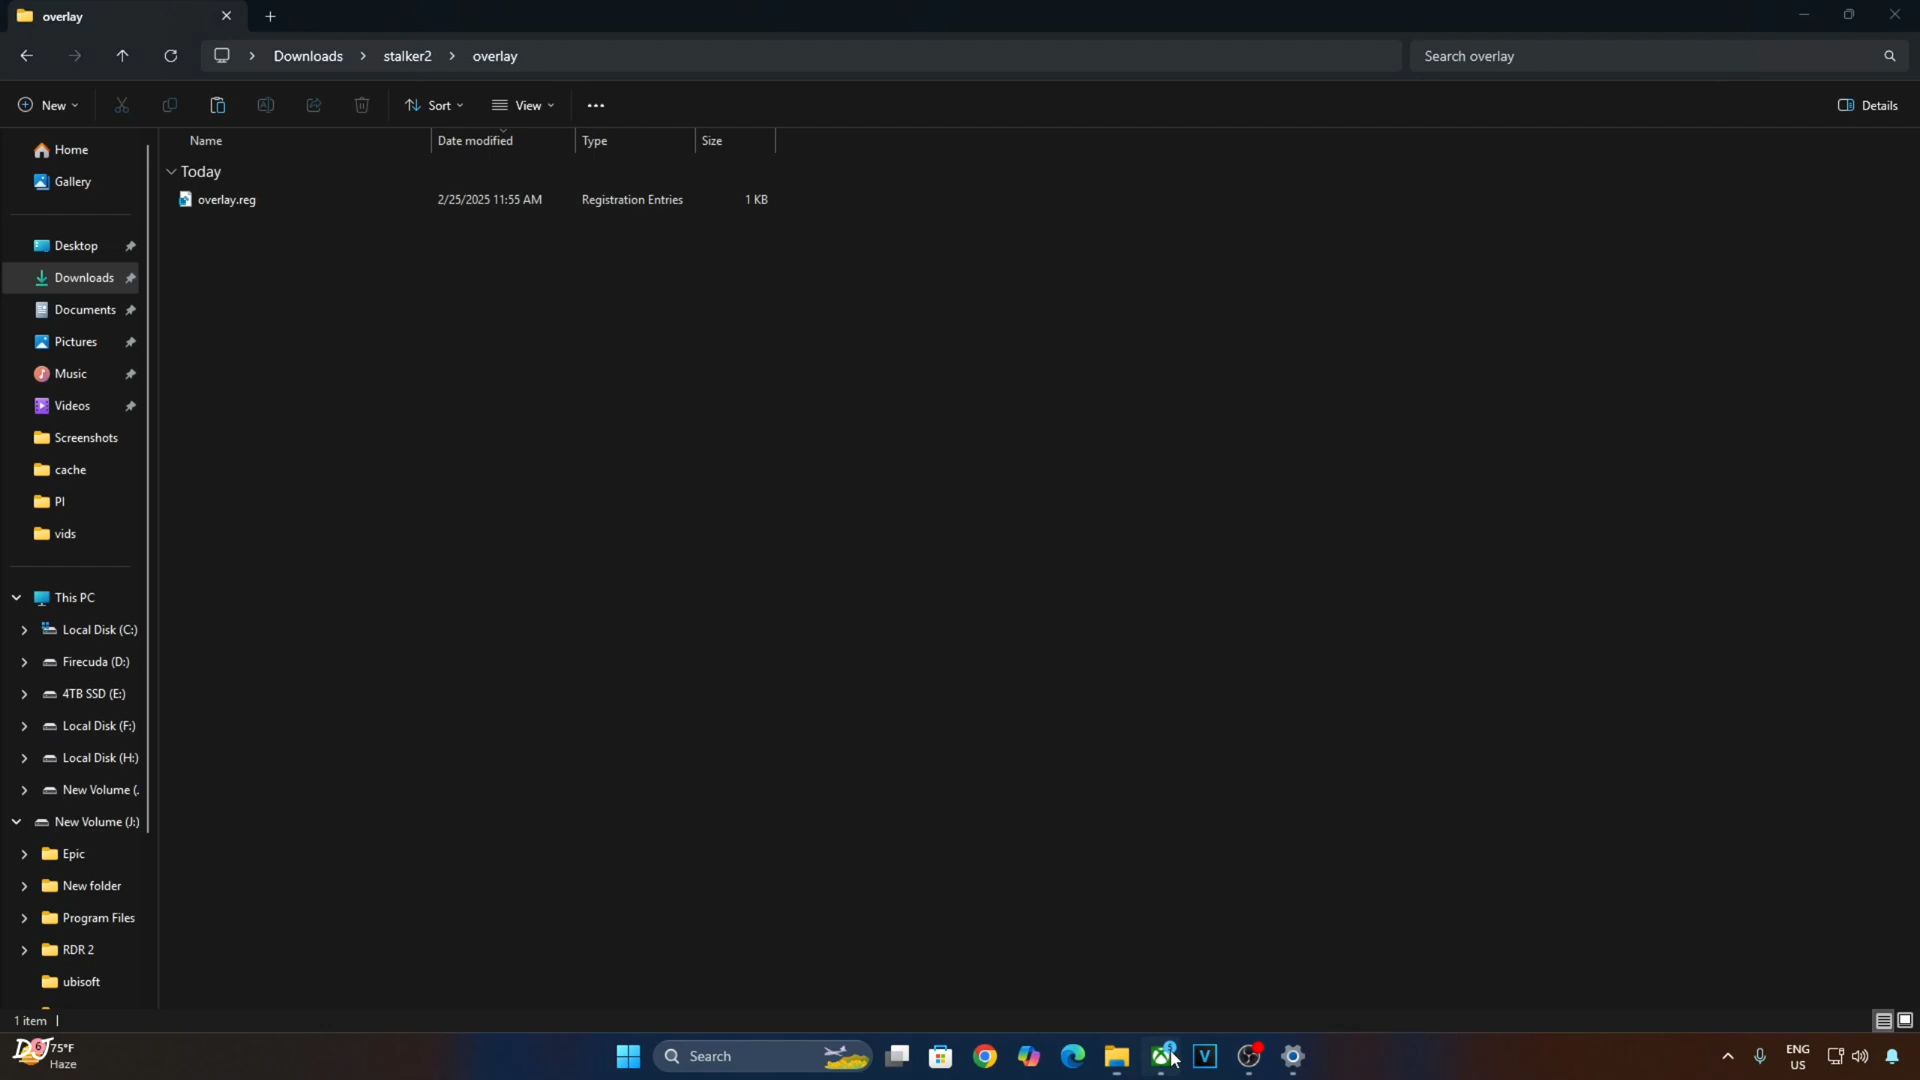 overlay
Downloads
stalker2
overlay
Search overlay
New
Sort
View
Details
Name
Date modified
Type
Size
Today
overlay.reg
2/25/2025 11:55 AM
Registration Entries
1 KB
Home
Gallery
Desktop
Downloads
Documents
Pictures
Music
Videos
Screenshots
cache
PI
vids
This PC
Local Disk (C:)
Firecuda (D:)
4TB SSD (E:)
Local Disk (F:)
Local Disk (H:)
New Volume (.
New Volume (J:)
Epic
New folder
Program Files
RDR 2
ubisoft
1 item
DJ
6
75°F
Haze
Search
5
V
ENG
US